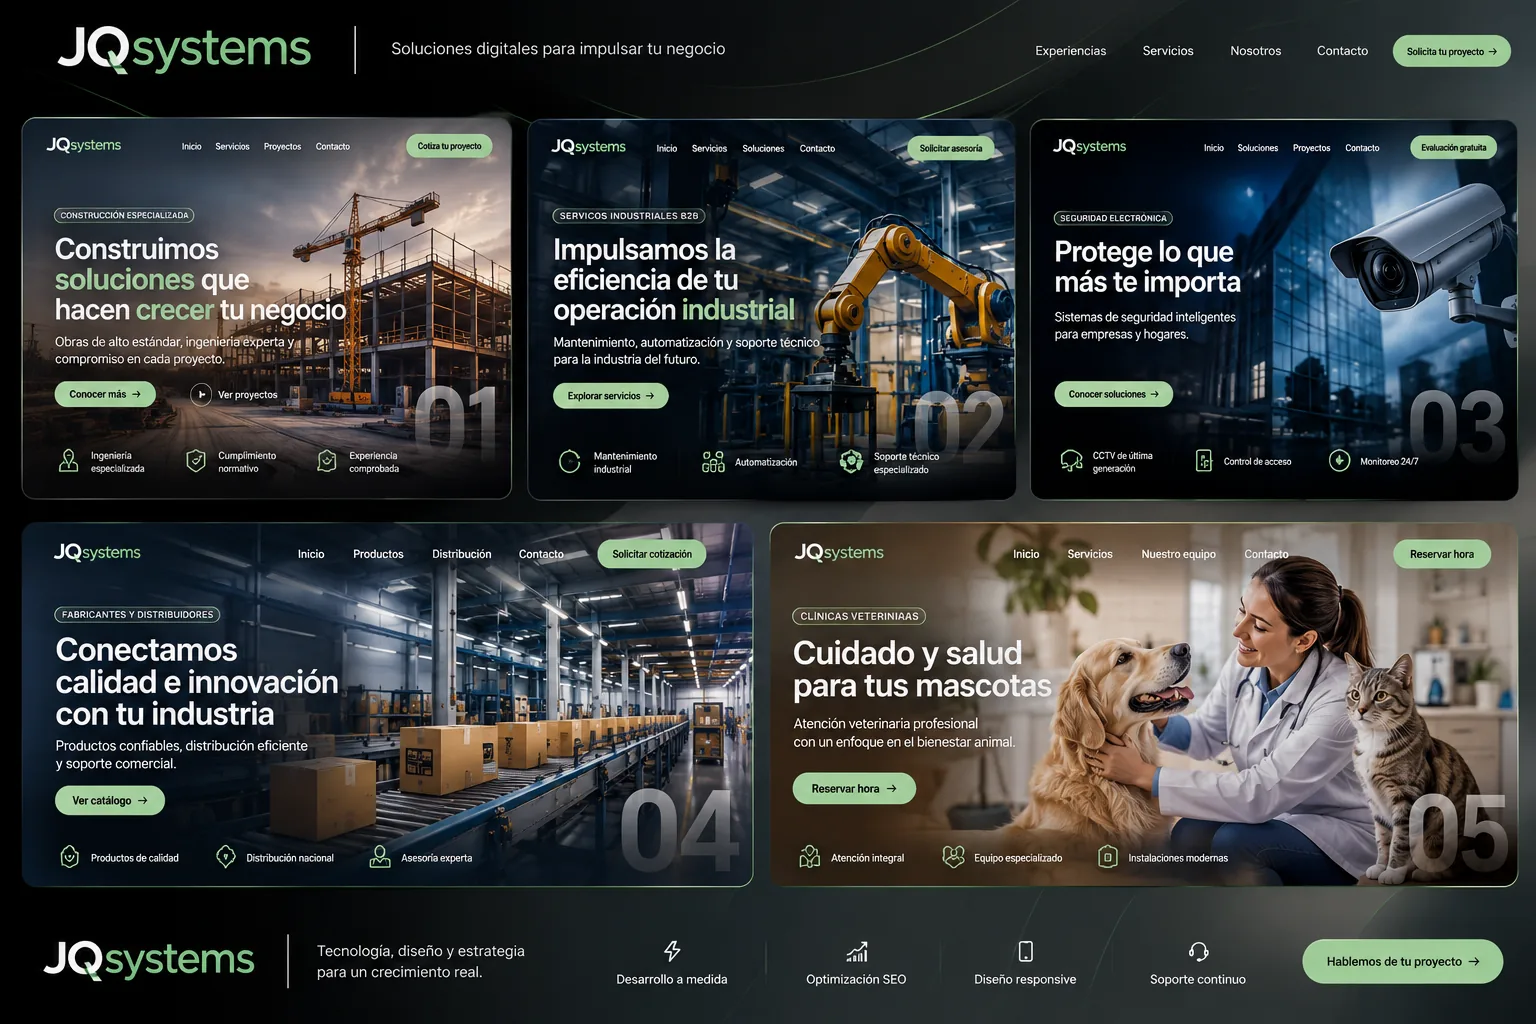 JQsystems
Soluciones digitales para impulsar tu negocio
Experiencias
Servicios
Nosotros
Contacto
Solicita tu proyecto →
JQsystems
Inicio
Servicios
Proyectos
Contacto
Cotiza tu proyecto
CONSTRUCCIÓN ESPECIALIZADA
Construimos
soluciones que
hacen crecer tu negocio
Obras de alto estándar, ingeniería experta y
compromiso en cada proyecto.
Conocer más →
Ver proyectos
01
Ingeniería
especializada
Cumplimiento
normativo
Experiencia
comprobada
JQsystems
Inicio
Servicios
Soluciones
Contacto
Solicitar asesoría
SERVICOS INDUSTRIALES B2B
Impulsamos la
eficiencia de tu
operación industrial
Mantenimiento, automatización y soporte técnico
para la industria del futuro.
Explorar servicios →
02
Mantenimiento
industrial
Automatización
Soporte técnico
especializado
JQsystems
Inicio
Soluciones
Proyectos
Contacto
Evaluación gratuita
SEGURIDAD ELECTRÓNICA
Protege lo que
más te importa
Sistemas de seguridad inteligentes
para empresas y hogares.
Conocer soluciones →
03
CCTV de última
generación
Control de acceso
Monitoreo 24/7
JQsystems
Inicio
Productos
Distribución
Contacto
Solicitar cotización
FABRICANTES Y DISTRIBUIDORES
Conectamos
calidad e innovación
con tu industria
Productos confiables, distribución eficiente
y soporte comercial.
Ver catálogo →
04
Productos de calidad
Distribución nacional
Asesoría experta
JQsystems
Inicio
Servicios
Nuestro equipo
Contacto
Reservar hora
CLÍNICAS VETERINIAAS
Cuidado y salud
para tus mascotas
Atención veterinaria profesional
con un enfoque en el bienestar animal.
Reservar hora →
05
Atención integral
Equipo especializado
Instalaciones modernas
JQsystems
Tecnología, diseño y estrategia
para un crecimiento real.
Desarrollo a medida
Optimización SEO
Diseño responsive
Soporte continuo
Hablemos de tu proyecto →